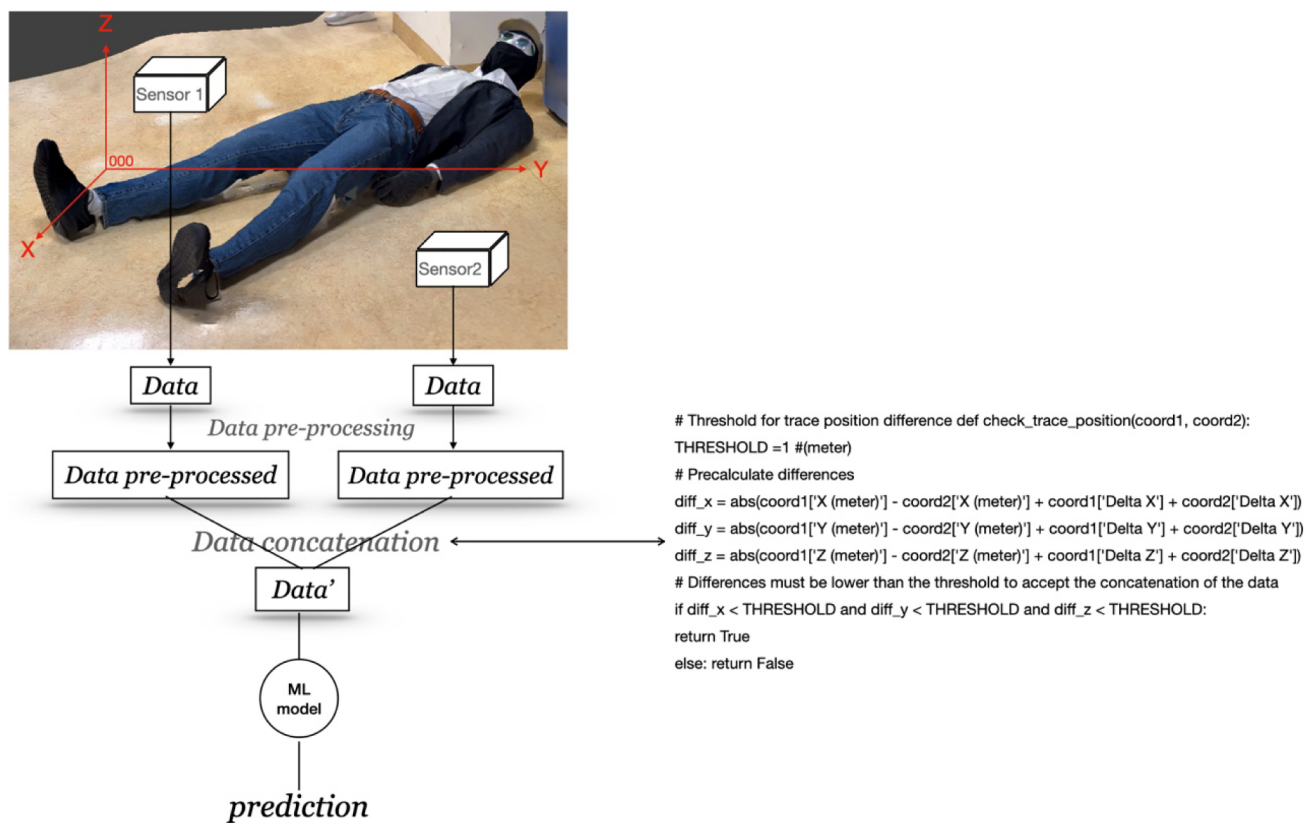 Z
Sensor 1
000
Y
X
Sensor2
Data
Data
Data pre-processing
Data pre-processed
Data pre-processed
Data concatenation
Data’
ML
model
prediction
# Threshold for trace position difference def check_trace_position(coord1, coord2):
THRESHOLD =1 #(meter)
# Precalculate differences
diff_x = abs(coord1['X (meter)'] - coord2['X (meter)'] + coord1['Delta X'] + coord2['Delta X'])
diff_y = abs(coord1['Y (meter)'] - coord2['Y (meter)'] + coord1['Delta Y'] + coord2['Delta Y'])
diff_z = abs(coord1['Z (meter)'] - coord2['Z (meter)'] + coord1['Delta Z'] + coord2['Delta Z'])
# Differences must be lower than the threshold to accept the concatenation of the data
if diff_x < THRESHOLD and diff_y < THRESHOLD and diff_z < THRESHOLD:
return True
else: return False